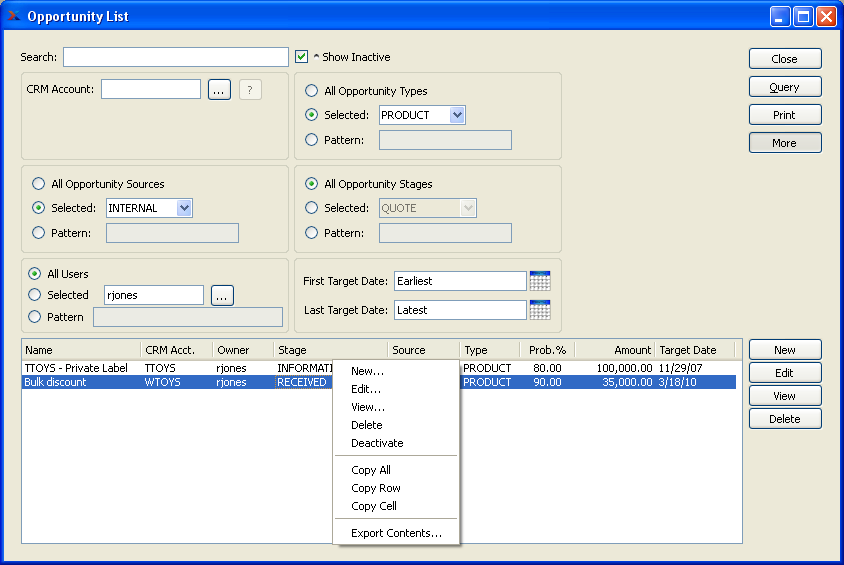 Opportunity List
Search: ^ Show Inactive
Close
CRM Account: ... ?
All Opportunity Types
Query
Selected: PRODUCT
Print
Pattern:
More
All Opportunity Sources
All Opportunity Stages
Selected: INTERNAL
Selected: QUOTE
Pattern:
Pattern:
All Users
Selected rjones ...
Pattern
First Target Date: Earliest
Last Target Date: Latest
Name CRM Acct. Owner Stage Source Type Prob.% Amount Target Date
New
TTOYS - Private Label TTOYS rjones INFORMATI PRODUCT 80.00 100,000.00 11/29/07
Edit
Bulk discount WTOYS rjones RECEIVED PRODUCT 90.00 35,000.00 3/18/10
View
Delete
New...
Edit...
View...
Delete
Deactivate
Copy All
Copy Row
Copy Cell
Export Contents...